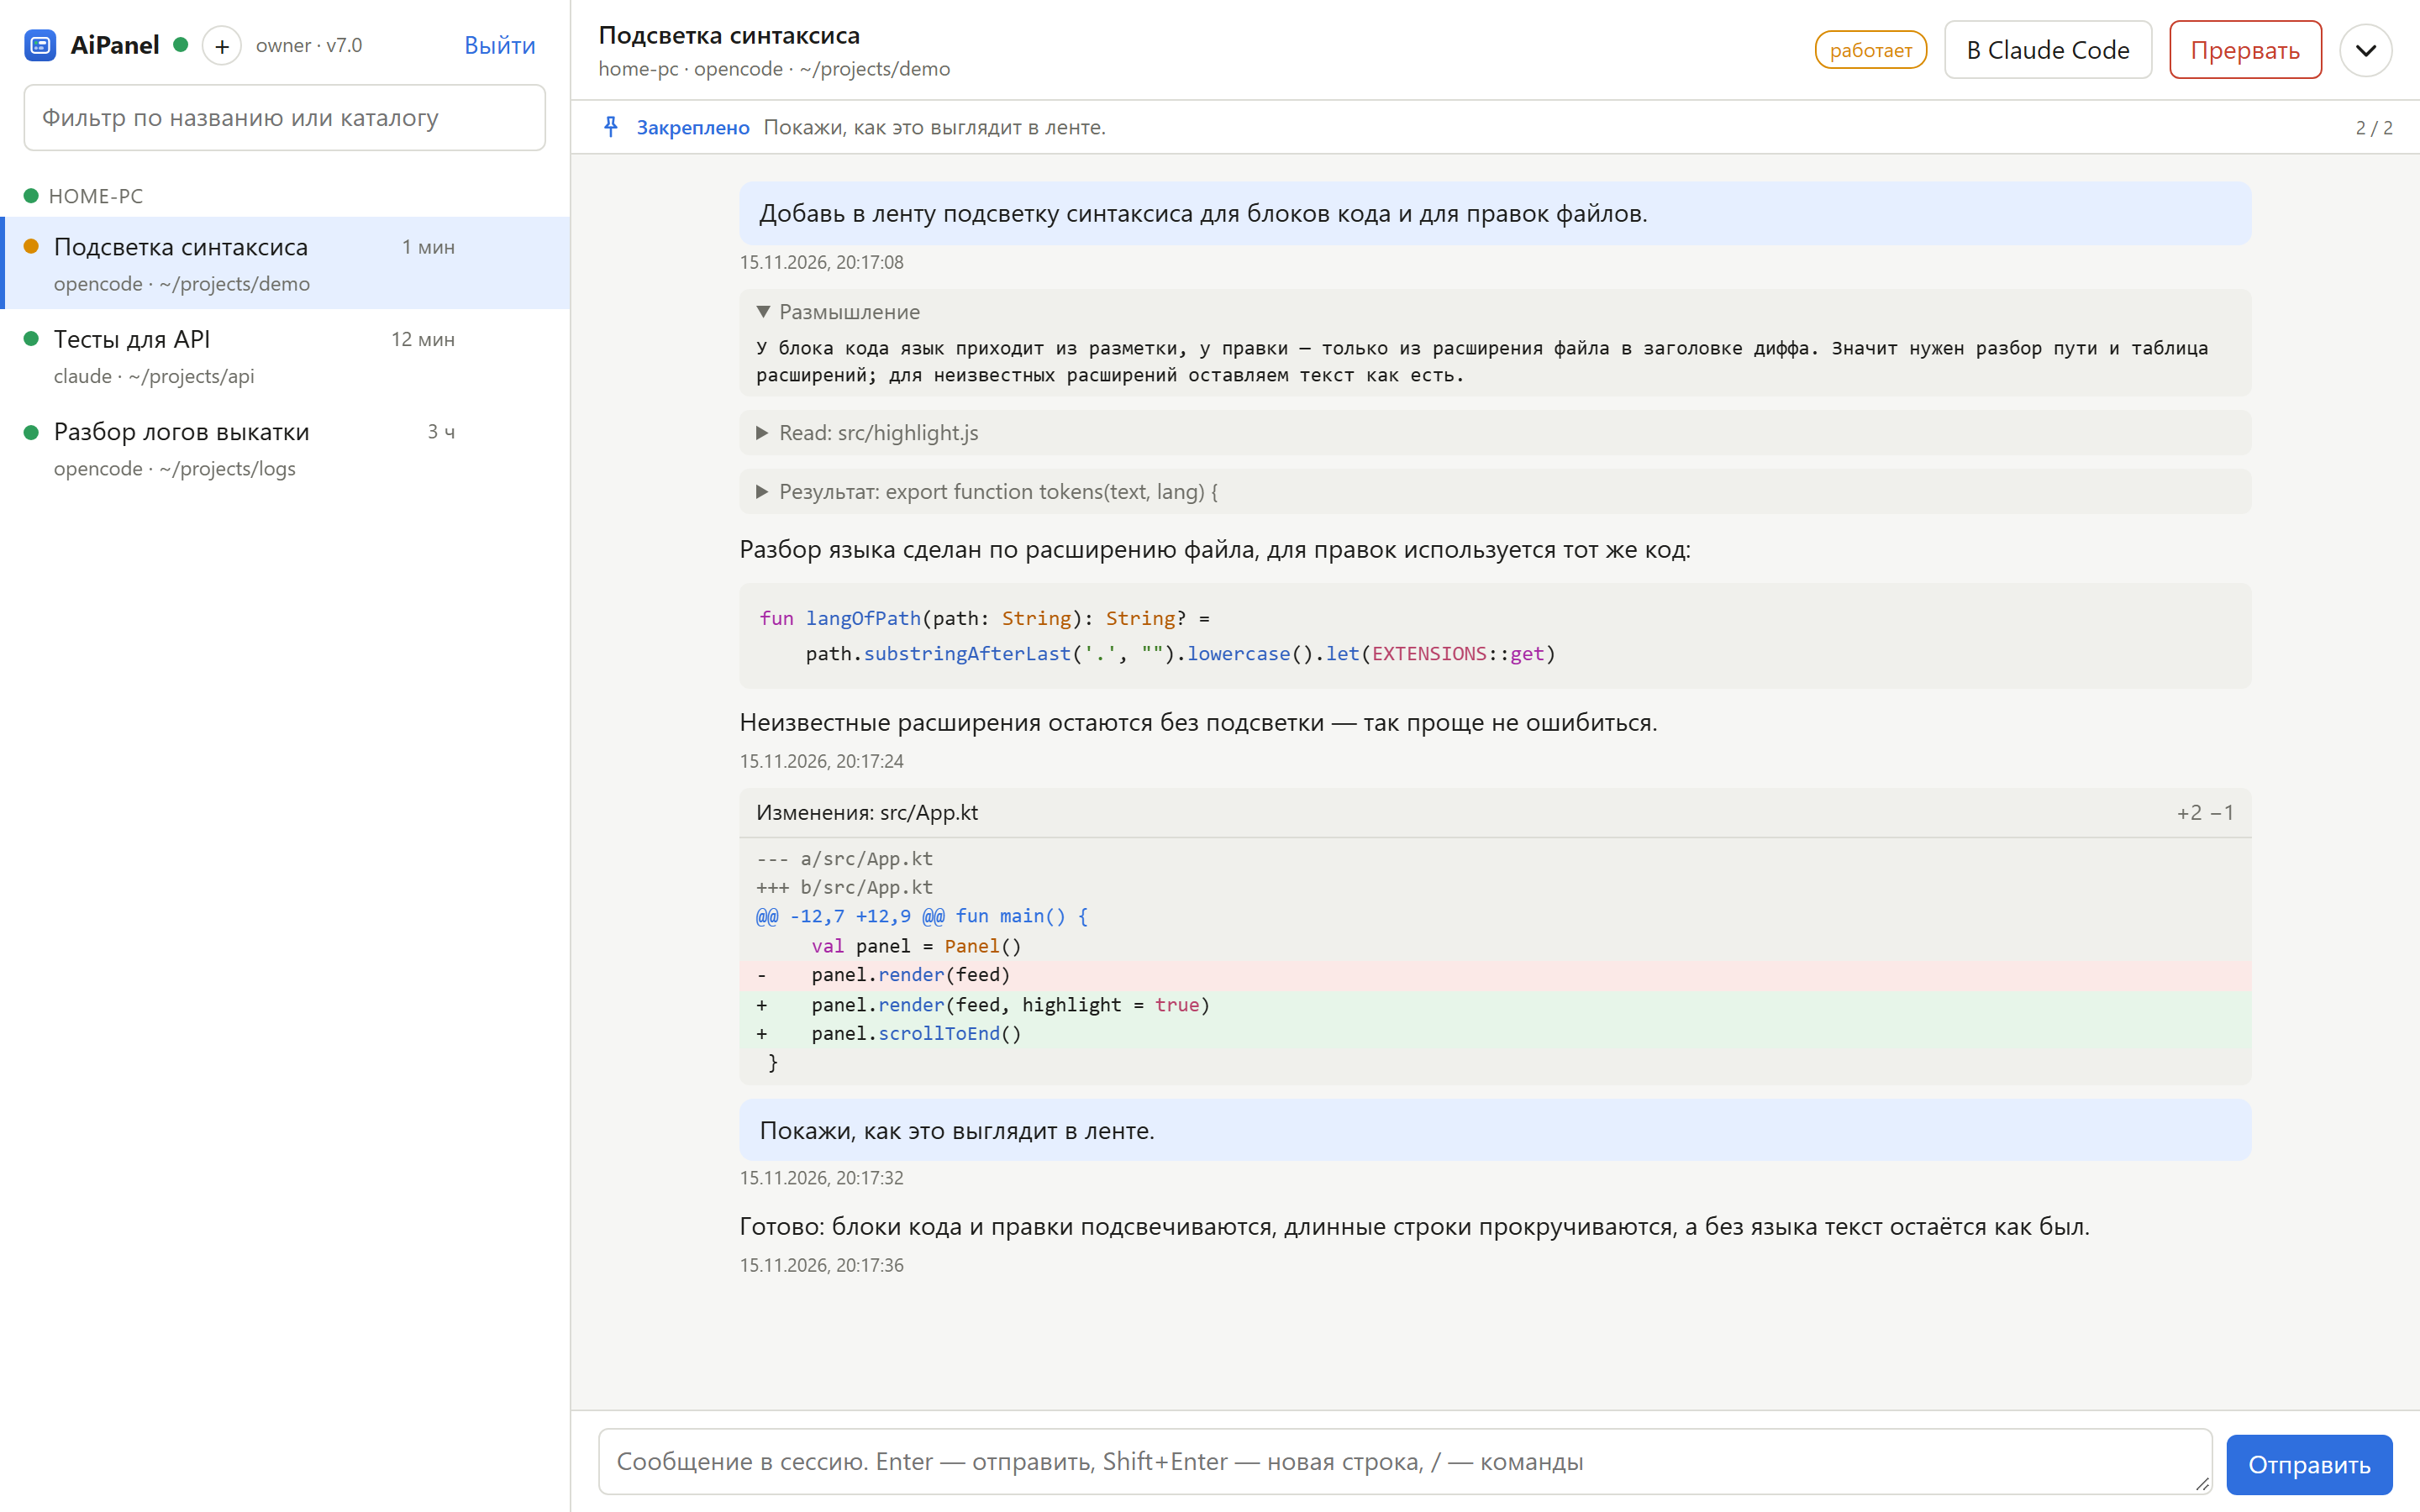 AiPanel
+
owner · v7.0
Выйти
Фильтр по названию или каталогу
HOME-PC
Подсветка синтаксиса
1 мин
opencode · ~/projects/demo
Тесты для API
12 мин
claude · ~/projects/api
Разбор логов выкатки
3 ч
opencode · ~/projects/logs
Подсветка синтаксиса
home-pc · opencode · ~/projects/demo
работает
В Claude Code
Прервать
Закреплено Покажи, как это выглядит в ленте.
2 / 2
Добавь в ленту подсветку синтаксиса для блоков кода и для правок файлов.
15.11.2026, 20:17:08
Размышление
У блока кода язык приходит из разметки, у правки — только из расширения файла в заголовке диффа. Значит нужен разбор пути и таблица
расширений; для неизвестных расширений оставляем текст как есть.
Read: src/highlight.js
Результат: export function tokens(text, lang) {
Разбор языка сделан по расширению файла, для правок используется тот же код:
fun langOfPath(path: String): String? =
    path.substringAfterLast('.', "").lowercase().let(EXTENSIONS::get)
Неизвестные расширения остаются без подсветки — так проще не ошибиться.
15.11.2026, 20:17:24
Изменения: src/App.kt
+2 −1
--- a/src/App.kt
+++ b/src/App.kt
@@ -12,7 +12,9 @@ fun main() {
     val panel = Panel()
-    panel.render(feed)
+    panel.render(feed, highlight = true)
+    panel.scrollToEnd()
 }
Покажи, как это выглядит в ленте.
15.11.2026, 20:17:32
Готово: блоки кода и правки подсвечиваются, длинные строки прокручиваются, а без языка текст остаётся как был.
15.11.2026, 20:17:36
Сообщение в сессию. Enter — отправить, Shift+Enter — новая строка, / — команды
Отправить